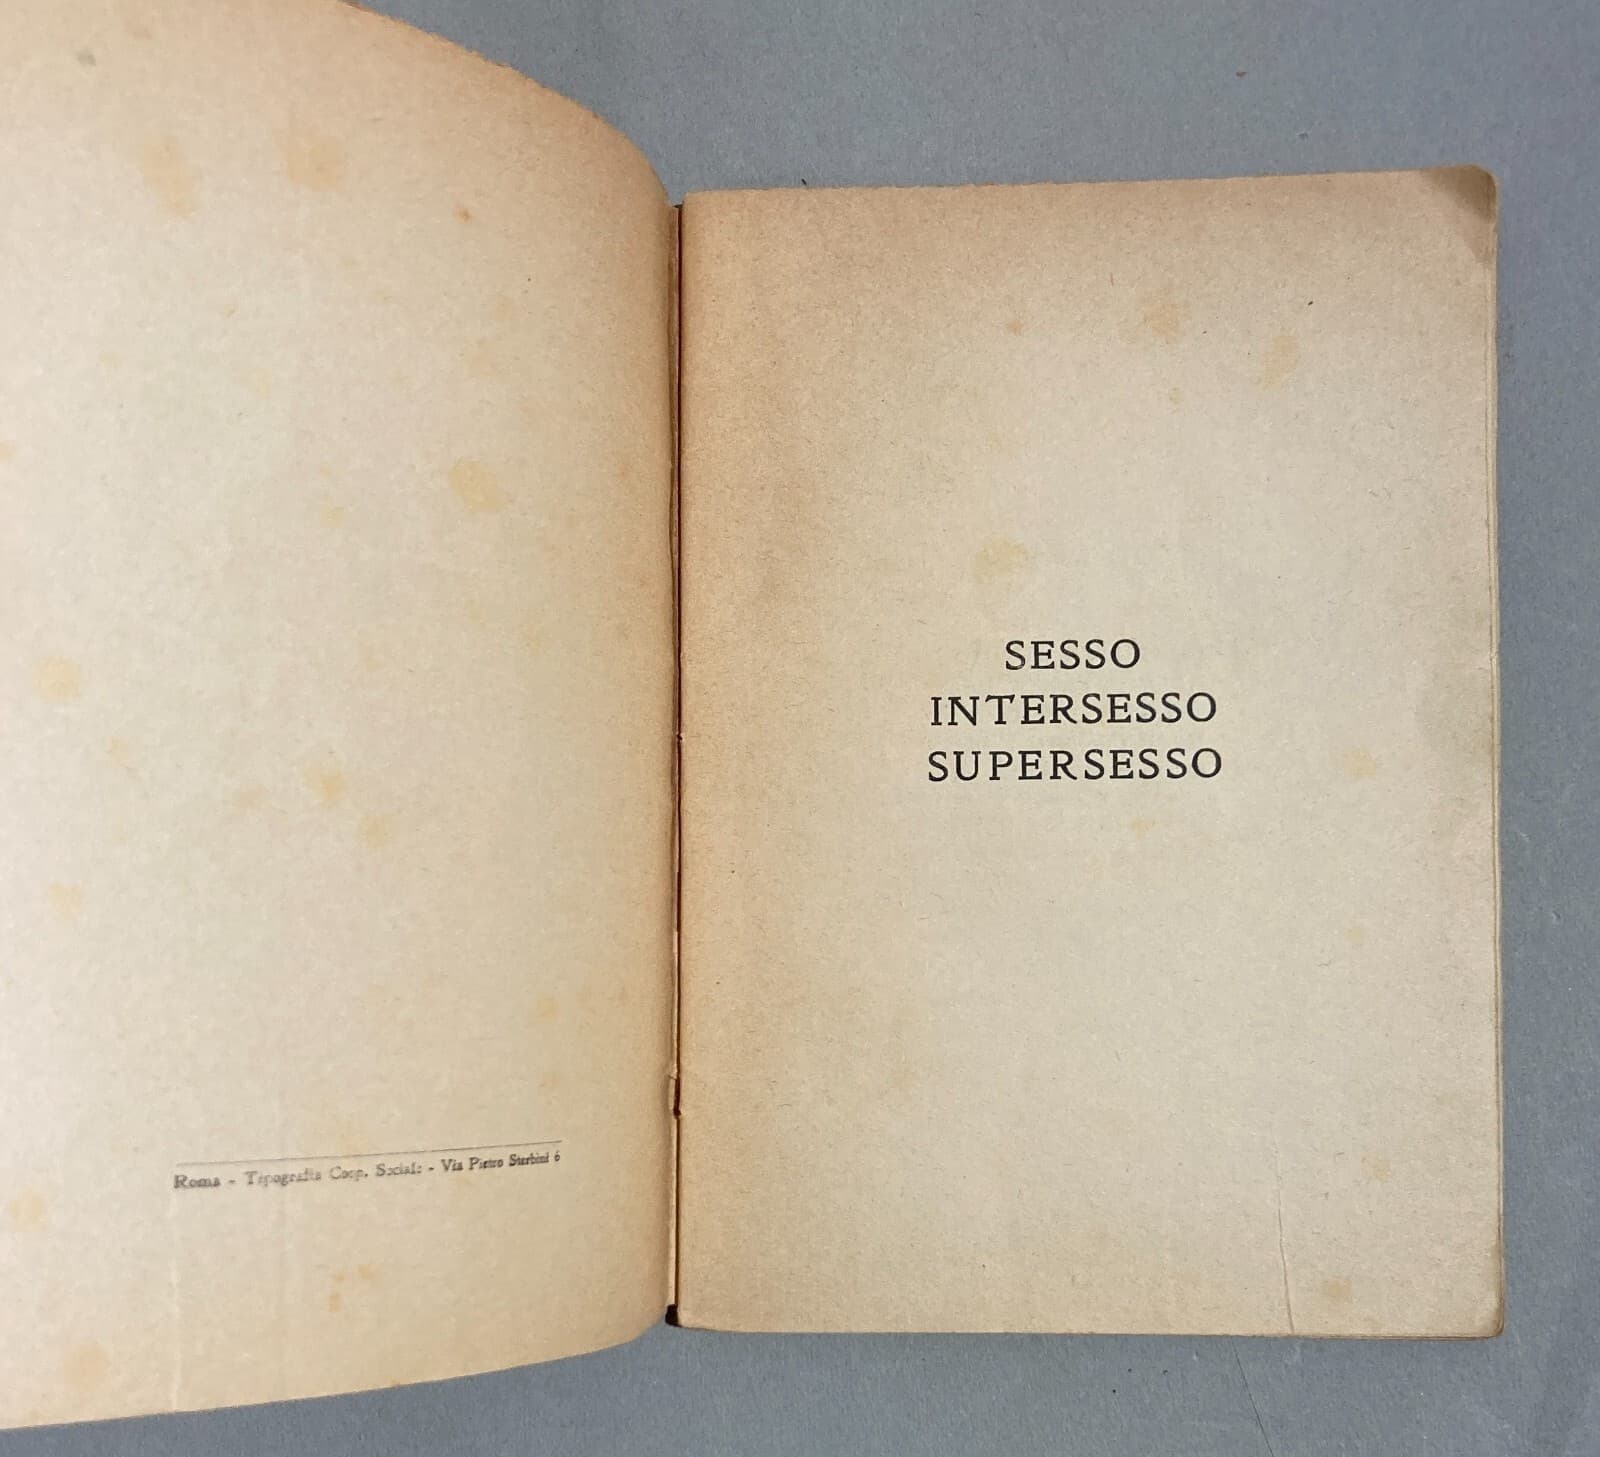 Roma - Tipografia Coop. Sociale - Via Pietro Sterbini 6
SESSO
INTERSESSO
SUPERSESSO